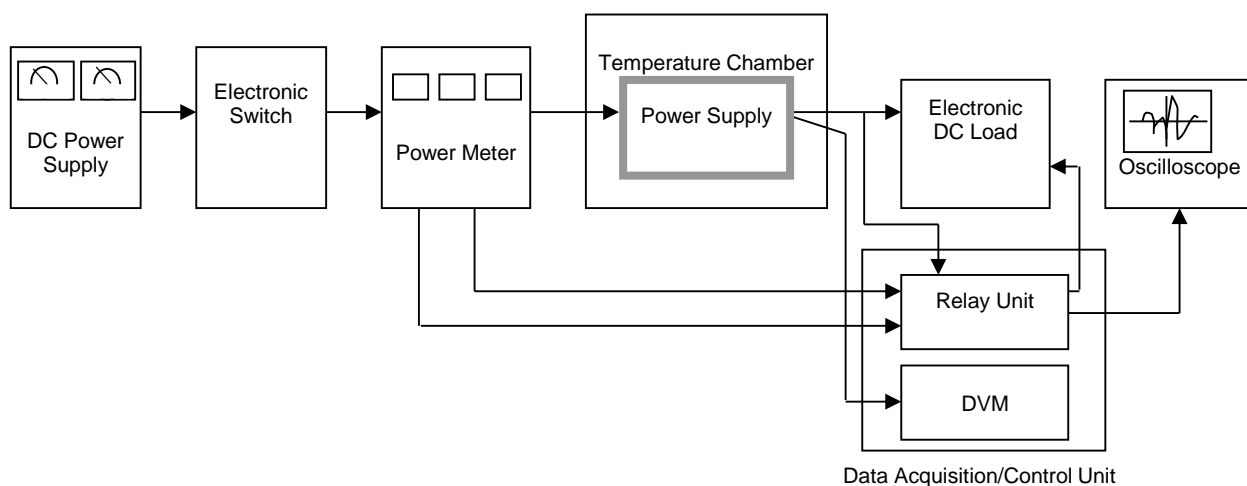 DC Power
Supply
Electronic
Switch
Power Meter
Temperature Chamber
Power Supply
Electronic
DC Load
Oscilloscope
Relay Unit
DVM
Data Acquisition/Control Unit